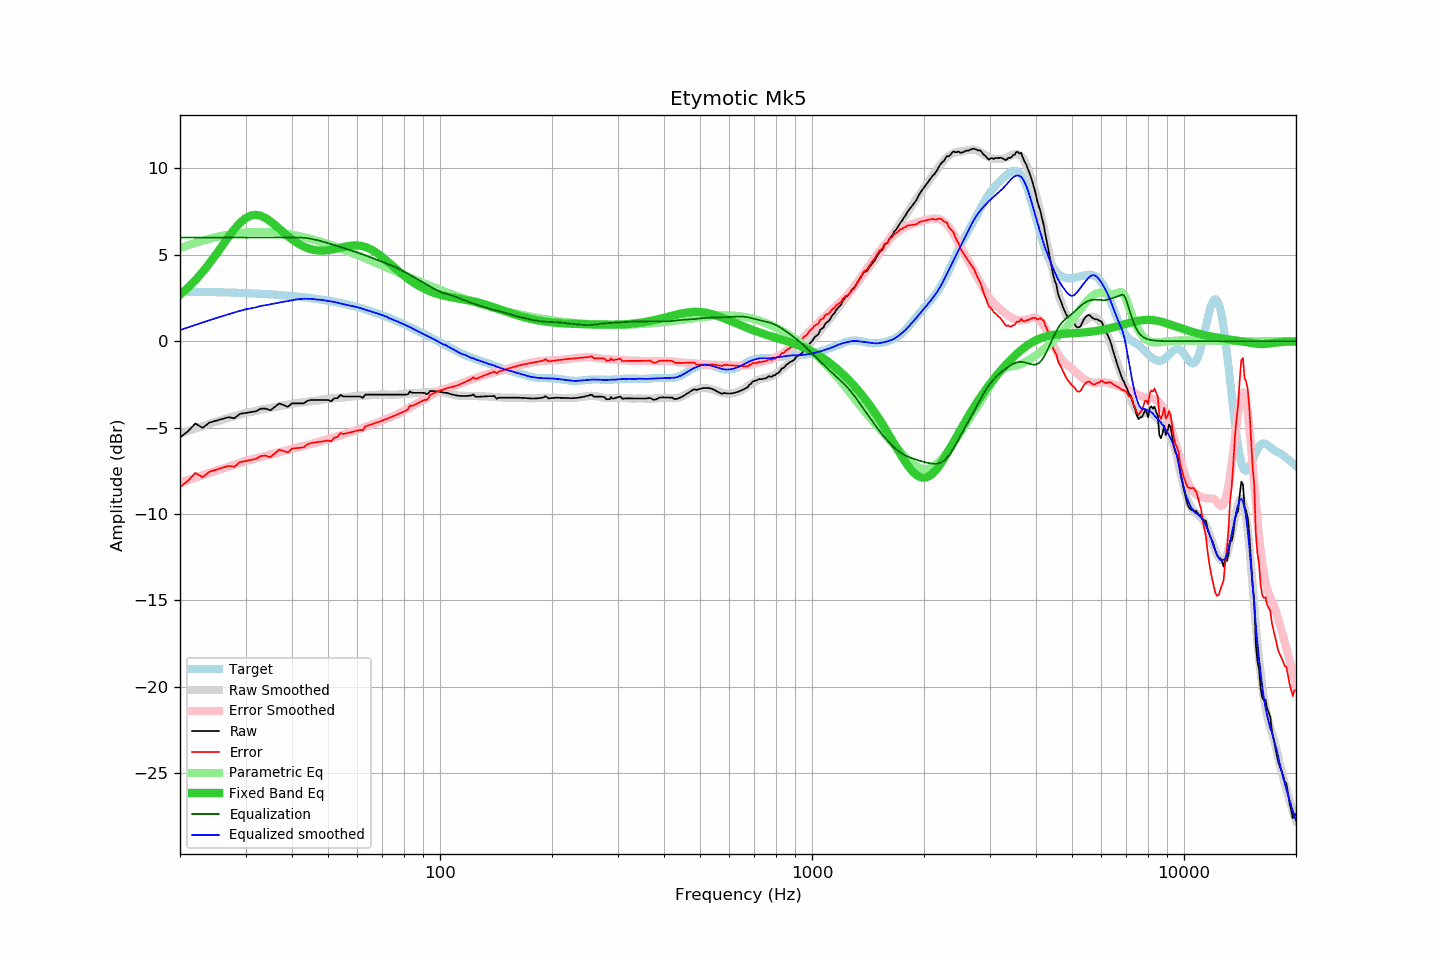 Etymotic Mk5
10
5
0
−5
−10
−15
−20
−25
Amplitude (dBr)
Target
Raw Smoothed
Error Smoothed
Raw
Error
Parametric Eq
Fixed Band Eq
Equalization
Equalized smoothed
100
1000
10000
Frequency (Hz)